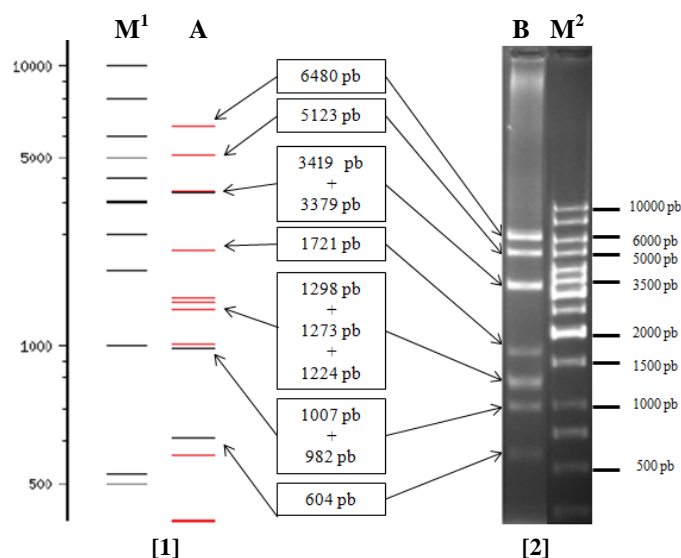 M1 A B M2
10000
5000
1000
500
6480 pb
5123 pb
3419 pb
+
3379 pb
1721 pb
1298 pb
+
1273 pb
+
1224 pb
1007 pb
+
982 pb
604 pb
10000 pb
6000 pb
5000 pb
3500 pb
2000 pb
1500 pb
1000 pb
500 pb
[1] [2]